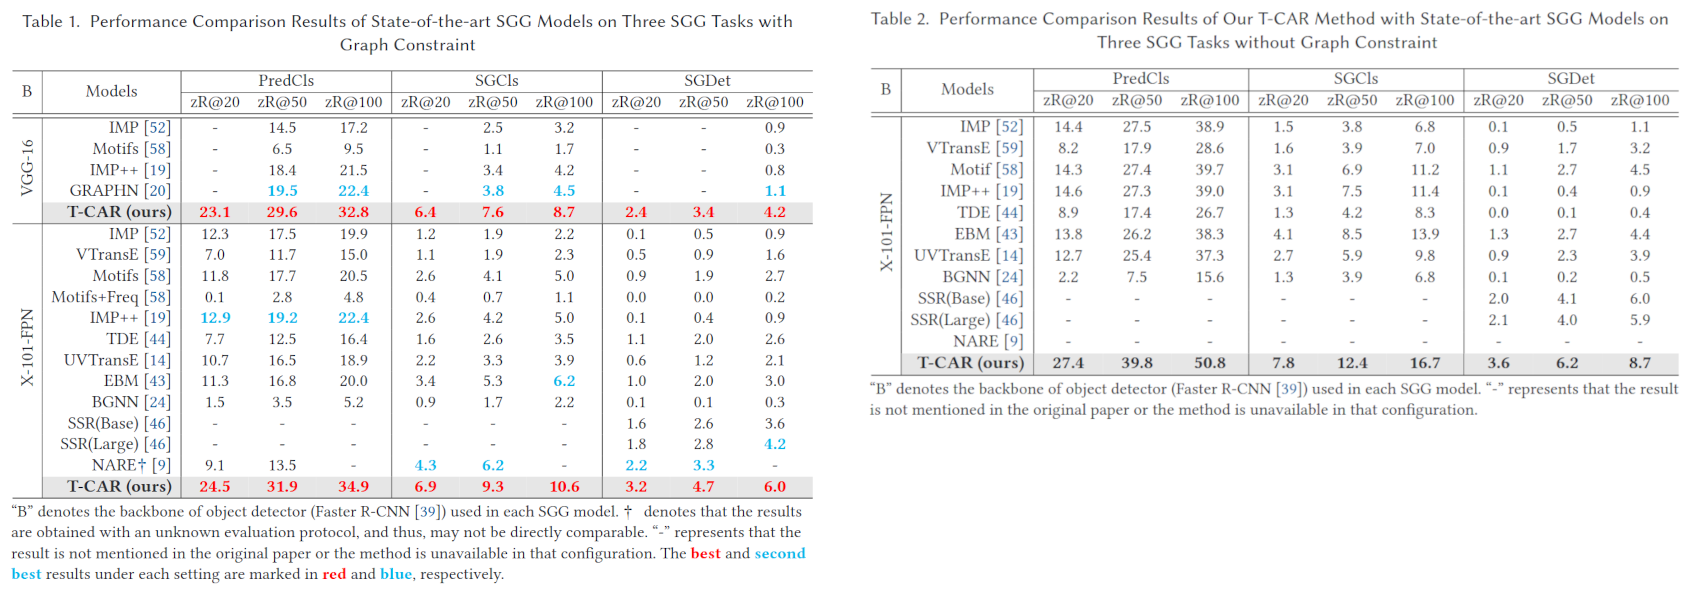 Table 1. Performance Comparison Results of State-of-the-art SGG Models on Three SGG Tasks with
Graph Constraint
B Models PredCls SGCls SGDet
zR@20 zR@50 zR@100 zR@20 zR@50 zR@100 zR@20 zR@50 zR@100
VGG-16
IMP [52] - 14.5 17.2 - 2.5 3.2 - - 0.9
Motifs [58] - 6.5 9.5 - 1.1 1.7 - - 0.3
IMP++ [19] - 18.4 21.5 - 3.4 4.2 - - 0.8
GRAPHN [20] - 19.5 22.4 - 3.8 4.5 - - 1.1
T-CAR (ours) 23.1 29.6 32.8 6.4 7.6 8.7 2.4 3.4 4.2
X-101-FPN
IMP [52] 12.3 17.5 19.9 1.2 1.9 2.2 0.1 0.5 0.9
VTransE [59] 7.0 11.7 15.0 1.1 1.9 2.3 0.5 0.9 1.6
Motifs [58] 11.8 17.7 20.5 2.6 4.1 5.0 0.9 1.9 2.7
Motifs+Freq [58] 0.1 2.8 4.8 0.4 0.7 1.1 0.0 0.0 0.2
IMP++ [19] 12.9 19.2 22.4 2.6 4.2 5.0 0.1 0.4 0.9
TDE [44] 7.7 12.5 16.4 1.6 2.6 3.5 1.1 2.0 2.6
UVTransE [14] 10.7 16.5 18.9 2.2 3.3 3.9 0.6 1.2 2.1
EBM [43] 11.3 16.8 20.0 3.4 5.3 6.2 1.0 2.0 3.0
BGNN [24] 1.5 3.5 5.2 0.9 1.7 2.2 0.1 0.1 0.3
SSR(Base) [46] - - - - - - 1.6 2.6 3.6
SSR(Large) [46] - - - - - - 1.8 2.8 4.2
NARE† [9] 9.1 13.5 - 4.3 6.2 - 2.2 3.3 -
T-CAR (ours) 24.5 31.9 34.9 6.9 9.3 10.6 3.2 4.7 6.0
“B” denotes the backbone of object detector (Faster R-CNN [39]) used in each SGG model. † denotes that the results
are obtained with an unknown evaluation protocol, and thus, may not be directly comparable. “-” represents that the
result is not mentioned in the original paper or the method is unavailable in that configuration. The best and second
best results under each setting are marked in red and blue, respectively.
Table 2. Performance Comparison Results of Our T-CAR Method with State-of-the-art SGG Models on
Three SGG Tasks without Graph Constraint
B Models PredCls SGCls SGDet
zR@20 zR@50 zR@100 zR@20 zR@50 zR@100 zR@20 zR@50 zR@100
X-101-FPN
IMP [52] 14.4 27.5 38.9 1.5 3.8 6.8 0.1 0.5 1.1
VTransE [59] 8.2 17.9 28.6 1.6 3.9 7.0 0.9 1.7 3.2
Motif [58] 14.3 27.4 39.7 3.1 6.9 11.2 1.1 2.7 4.5
IMP++ [19] 14.6 27.3 39.0 3.1 7.5 11.4 0.1 0.4 0.9
TDE [44] 8.9 17.4 26.7 1.3 4.2 8.3 0.0 0.1 0.4
EBM [43] 13.8 26.2 38.3 4.1 8.5 13.9 1.3 2.7 4.4
UVTransE [14] 12.7 25.4 37.3 2.7 5.9 9.8 0.9 2.3 3.9
BGNN [24] 2.2 7.5 15.6 1.3 3.9 6.8 0.1 0.2 0.5
SSR(Base) [46] - - - - - - 2.0 4.1 6.0
SSR(Large) [46] - - - - - - 2.1 4.0 5.9
NARE [9] - - - - - - - - -
T-CAR (ours) 27.4 39.8 50.8 7.8 12.4 16.7 3.6 6.2 8.7
“B” denotes the backbone of object detector (Faster R-CNN [39]) used in each SGG model. “-” represents that the result
is not mentioned in the original paper or the method is unavailable in that configuration.